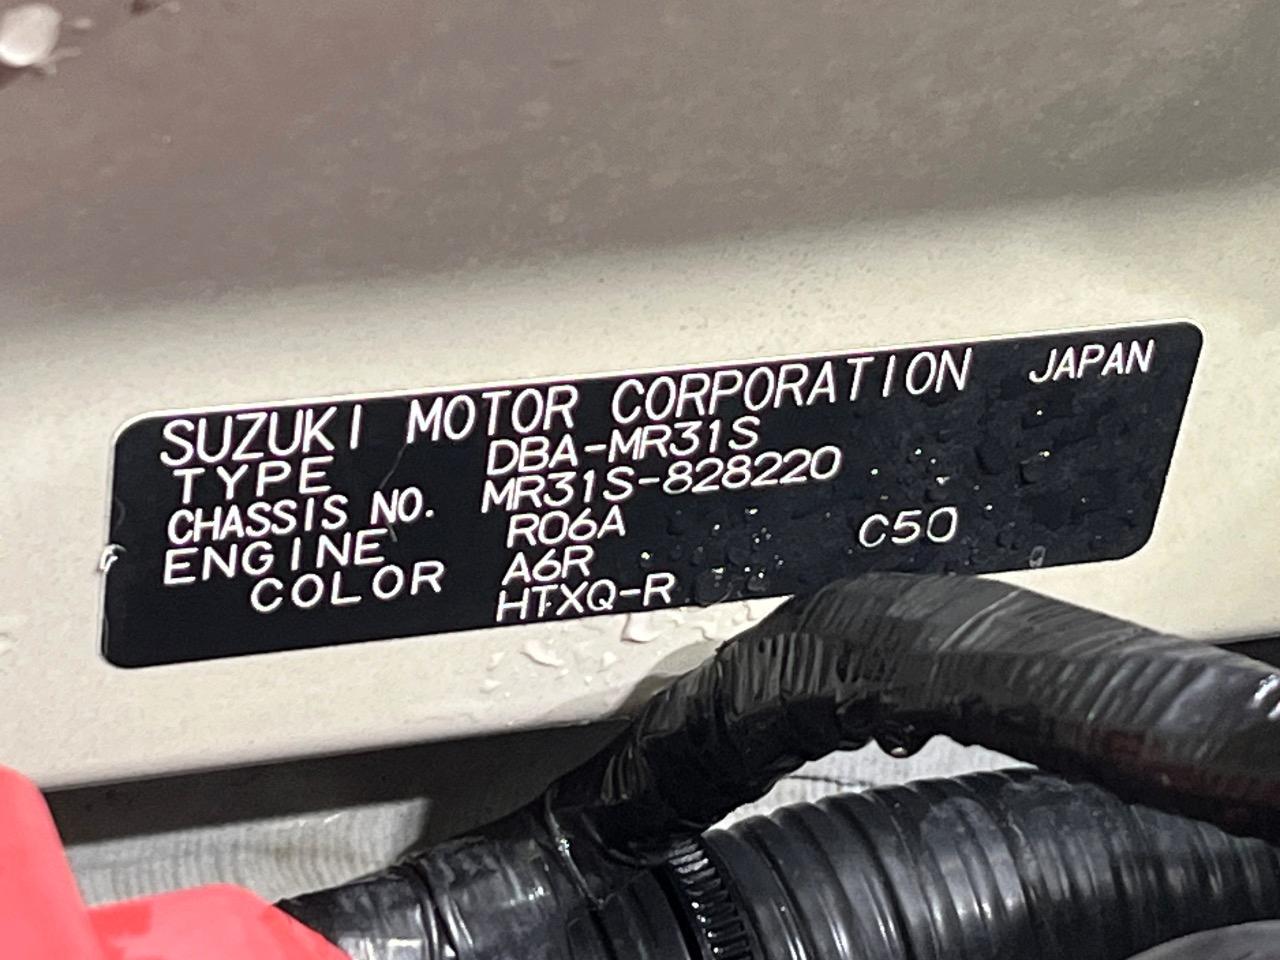 SUZUKI MOTOR CORPORATION JAPAN
TYPE DBA-MR31S
CHASSIS NO. MR31S-828220
ENGINE R06A
COLOR A6R C50
HTXQ-R